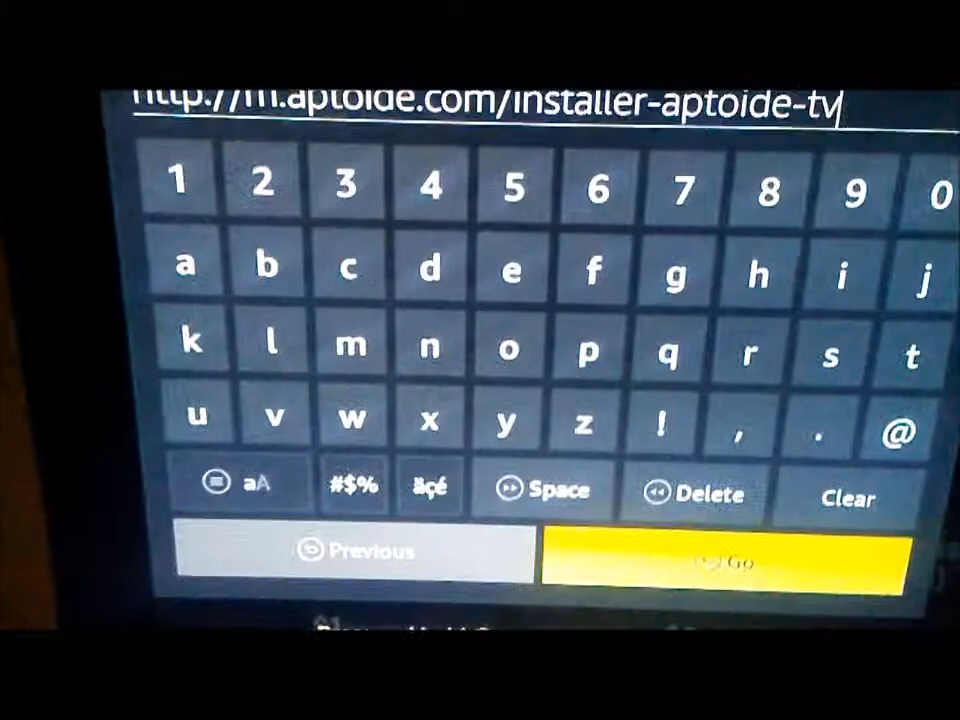 http://m.aptoide.com/installer-aptoide-tv
1 2 3 4 5 6 7 8 9 0
a b c d e f g h i j
k l m n o p q r s t
u v w x y z ! , . @
aA #$% äçé Space Delete Clear
Previous Go